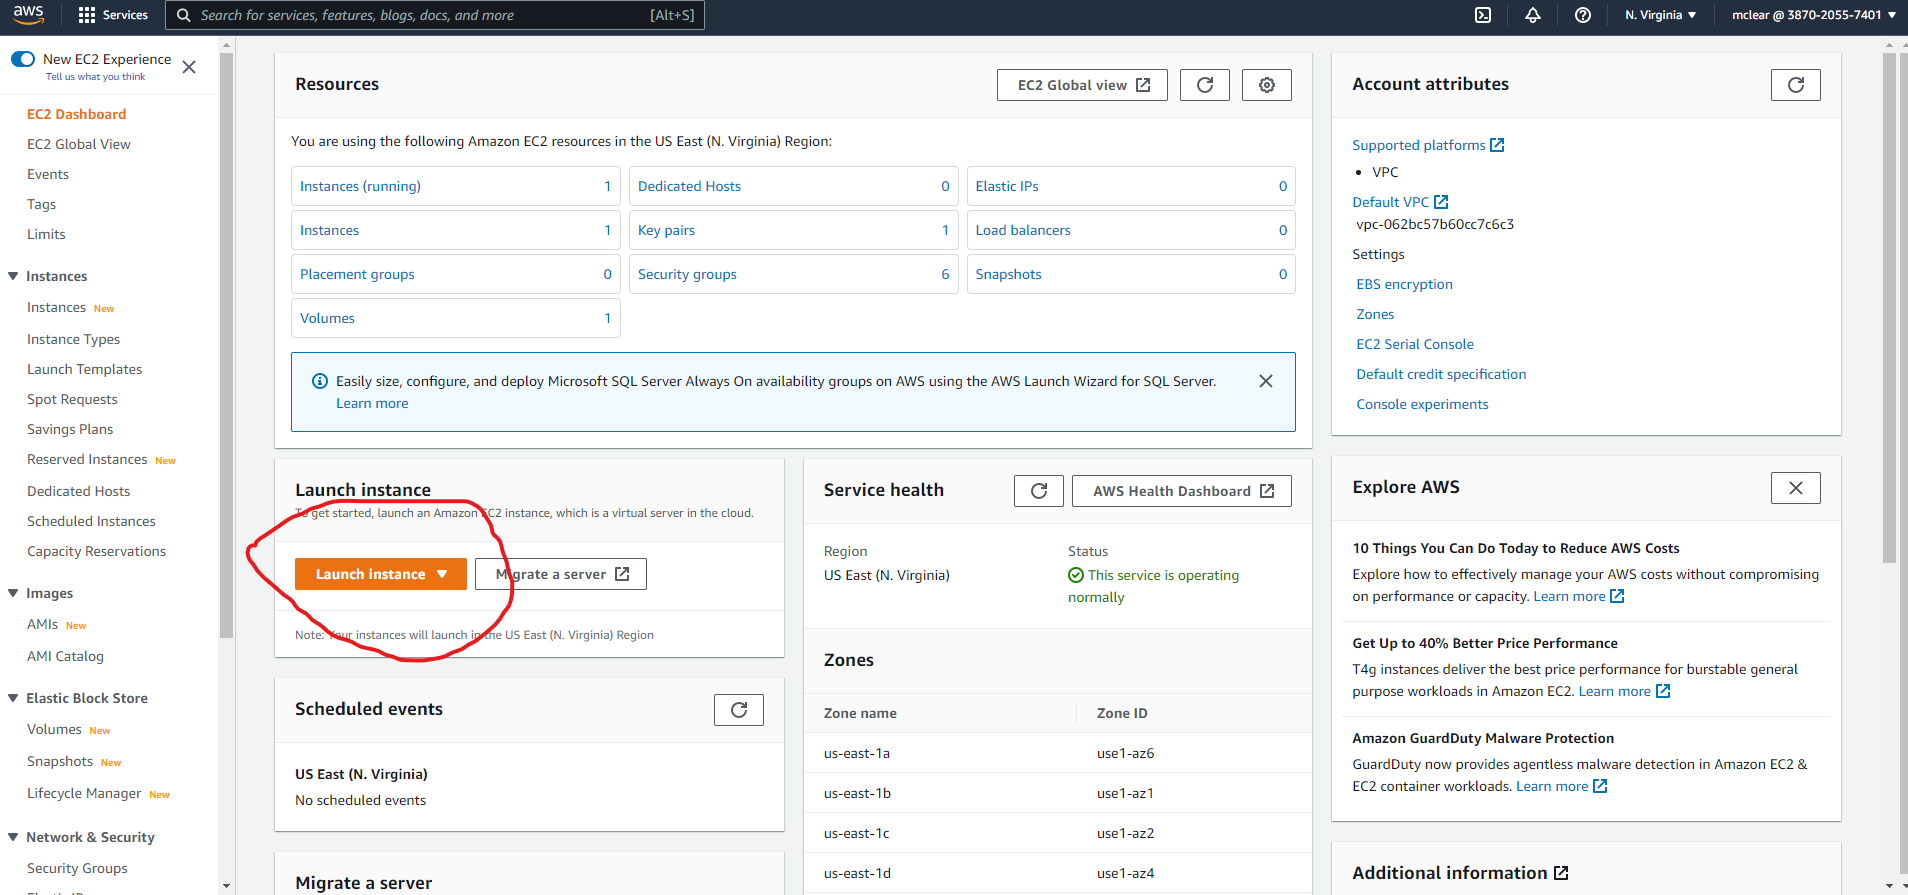 aws
Services
Search for services, features, blogs, docs, and more
[Alt+S]
N. Virginia
mclear @ 3870-2055-7401
New EC2 Experience
Tell us what you think
EC2 Dashboard
EC2 Global View
Events
Tags
Limits
Instances
Instances New
Instance Types
Launch Templates
Spot Requests
Savings Plans
Reserved Instances New
Dedicated Hosts
Scheduled Instances
Capacity Reservations
Images
AMIs New
AMI Catalog
Elastic Block Store
Volumes New
Snapshots New
Lifecycle Manager New
Network & Security
Security Groups
Resources
EC2 Global view
You are using the following Amazon EC2 resources in the US East (N. Virginia) Region:
Instances (running) 1
Dedicated Hosts 0
Elastic IPs 0
Instances 1
Key pairs 1
Load balancers 0
Placement groups 0
Security groups 6
Snapshots 0
Volumes 1
Easily size, configure, and deploy Microsoft SQL Server Always On availability groups on AWS using the AWS Launch Wizard for SQL Server.
Learn more
Launch instance
To get started, launch an Amazon EC2 instance, which is a virtual server in the cloud.
Launch instance
Migrate a server
Note: Your instances will launch in the US East (N. Virginia) Region
Scheduled events
US East (N. Virginia)
No scheduled events
Migrate a server
Service health
AWS Health Dashboard
Region
US East (N. Virginia)
Status
This service is operating
normally
Zones
Zone name
Zone ID
us-east-1a
use1-az6
us-east-1b
use1-az1
us-east-1c
use1-az2
us-east-1d
use1-az4
Account attributes
Supported platforms
• VPC
Default VPC
vpc-062bc57b60cc7c6c3
Settings
EBS encryption
Zones
EC2 Serial Console
Default credit specification
Console experiments
Explore AWS
10 Things You Can Do Today to Reduce AWS Costs
Explore how to effectively manage your AWS costs without compromising
on performance or capacity. Learn more
Get Up to 40% Better Price Performance
T4g instances deliver the best price performance for burstable general
purpose workloads in Amazon EC2. Learn more
Amazon GuardDuty Malware Protection
GuardDuty now provides agentless malware detection in Amazon EC2 &
EC2 container workloads. Learn more
Additional information